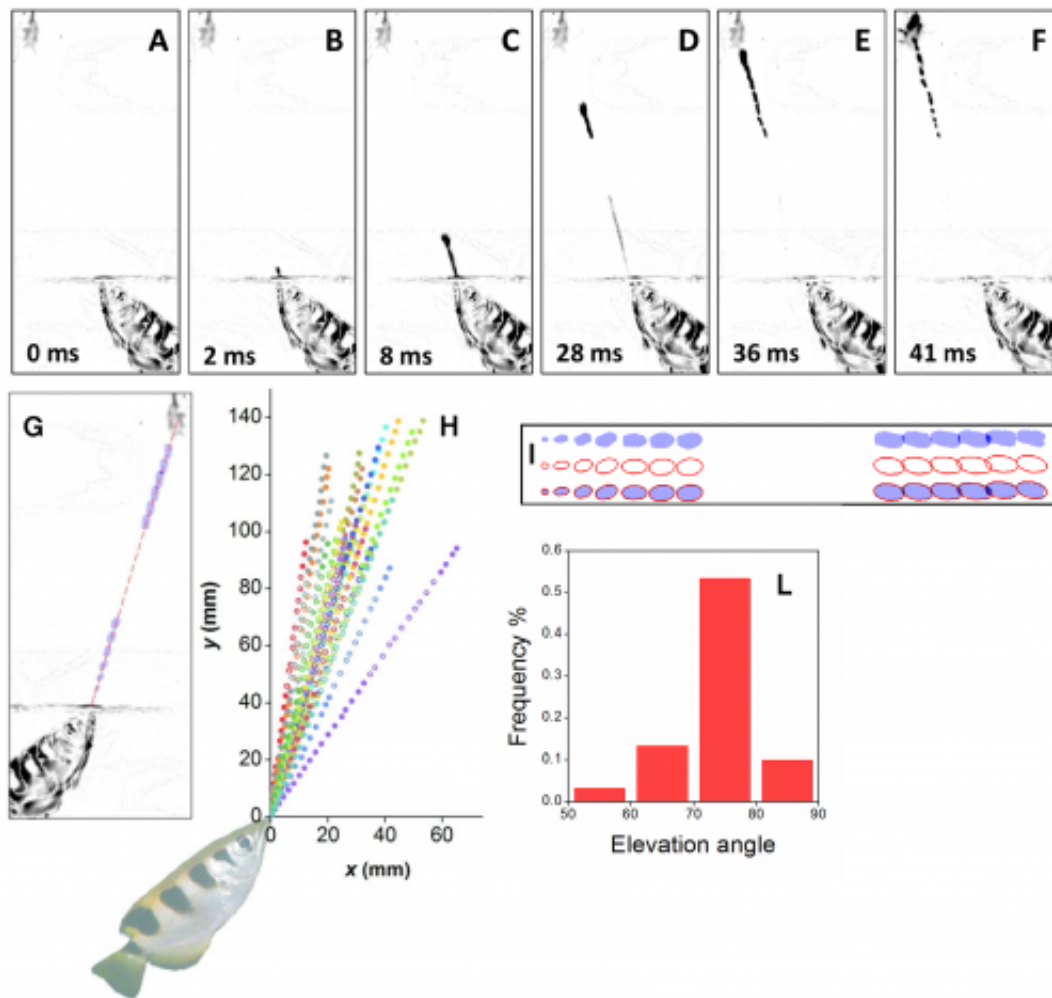 A B C D E F
0 ms 2 ms 8 ms 28 ms 36 ms 41 ms
G
H
140
120
100
80
60
40
20
0
y (mm)
0 20 40 60
x (mm)
I
L
0.6
0.5
0.4
0.3
0.2
0.1
0.0
Frequency %
50 60 70 80 90
Elevation angle